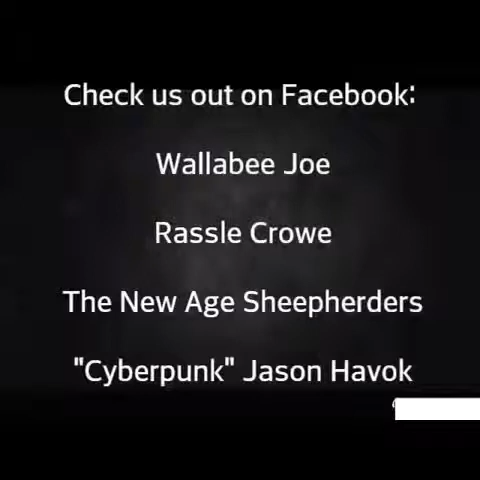 Check us out on Facebook:
Wallabee Joe
Rassle Crowe
The New Age Sheepherders
"Cyberpunk" Jason Havok